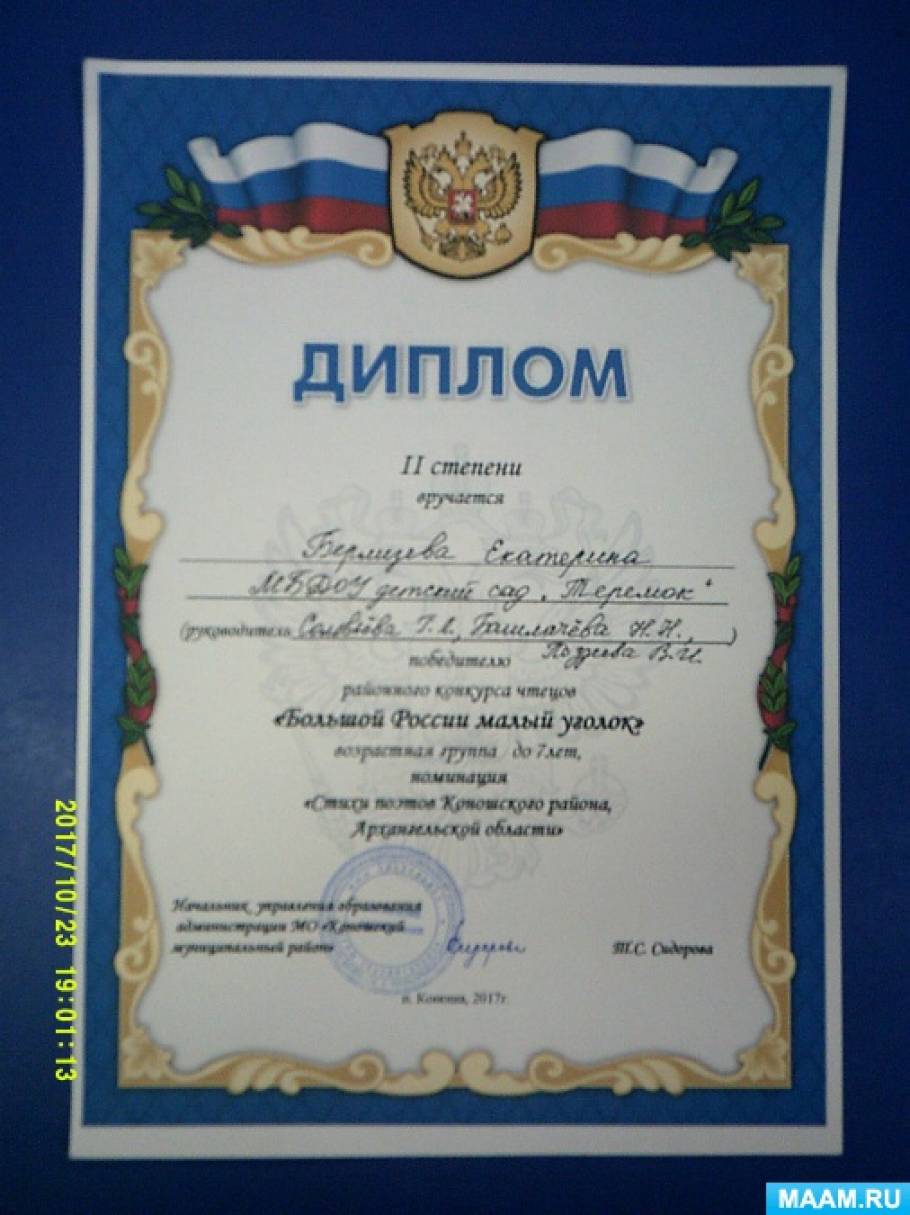 ДИПЛОМ
II степени
вручается
Екатерина
МБДОУ детский сад „Теремок“
(руководитель Соловьёва Г.А., Башлачёва Н.Н., )
победителю В.И.
районного конкурса чтецов
«Большой России малый уголок»
возрастная группа до 7лет,
номинация
«Стихи поэтов Коношского района,
Архангельской области»
Начальник управления образования
администрации МО «Коношский
муниципальный район»
Т.С. Сидорова
п. Коноша, 2017г.
2017/10/23 19:01:13
MAAM.RU